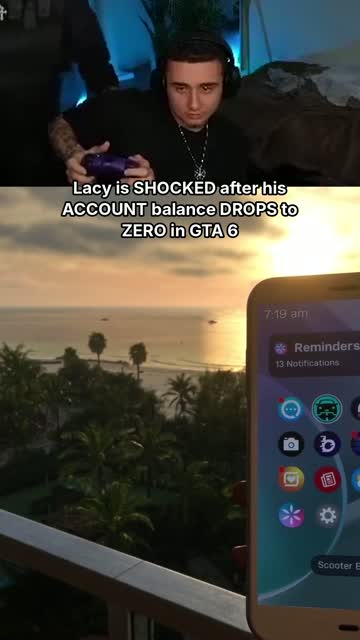 Lacy is SHOCKED after his
ACCOUNT balance DROPS to
ZERO in GTA 6
7:19 am
Reminders
13 Notifications